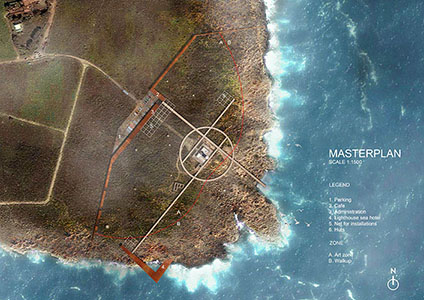 MASTERPLAN
SCALE 1:1500
LEGEND
1. Parking
2. Cafe
3. Administration
4. Lighthouse sea hotel
5. Net for installations
6. Huts
ZONE
A. Art zone
B. Walkup
N